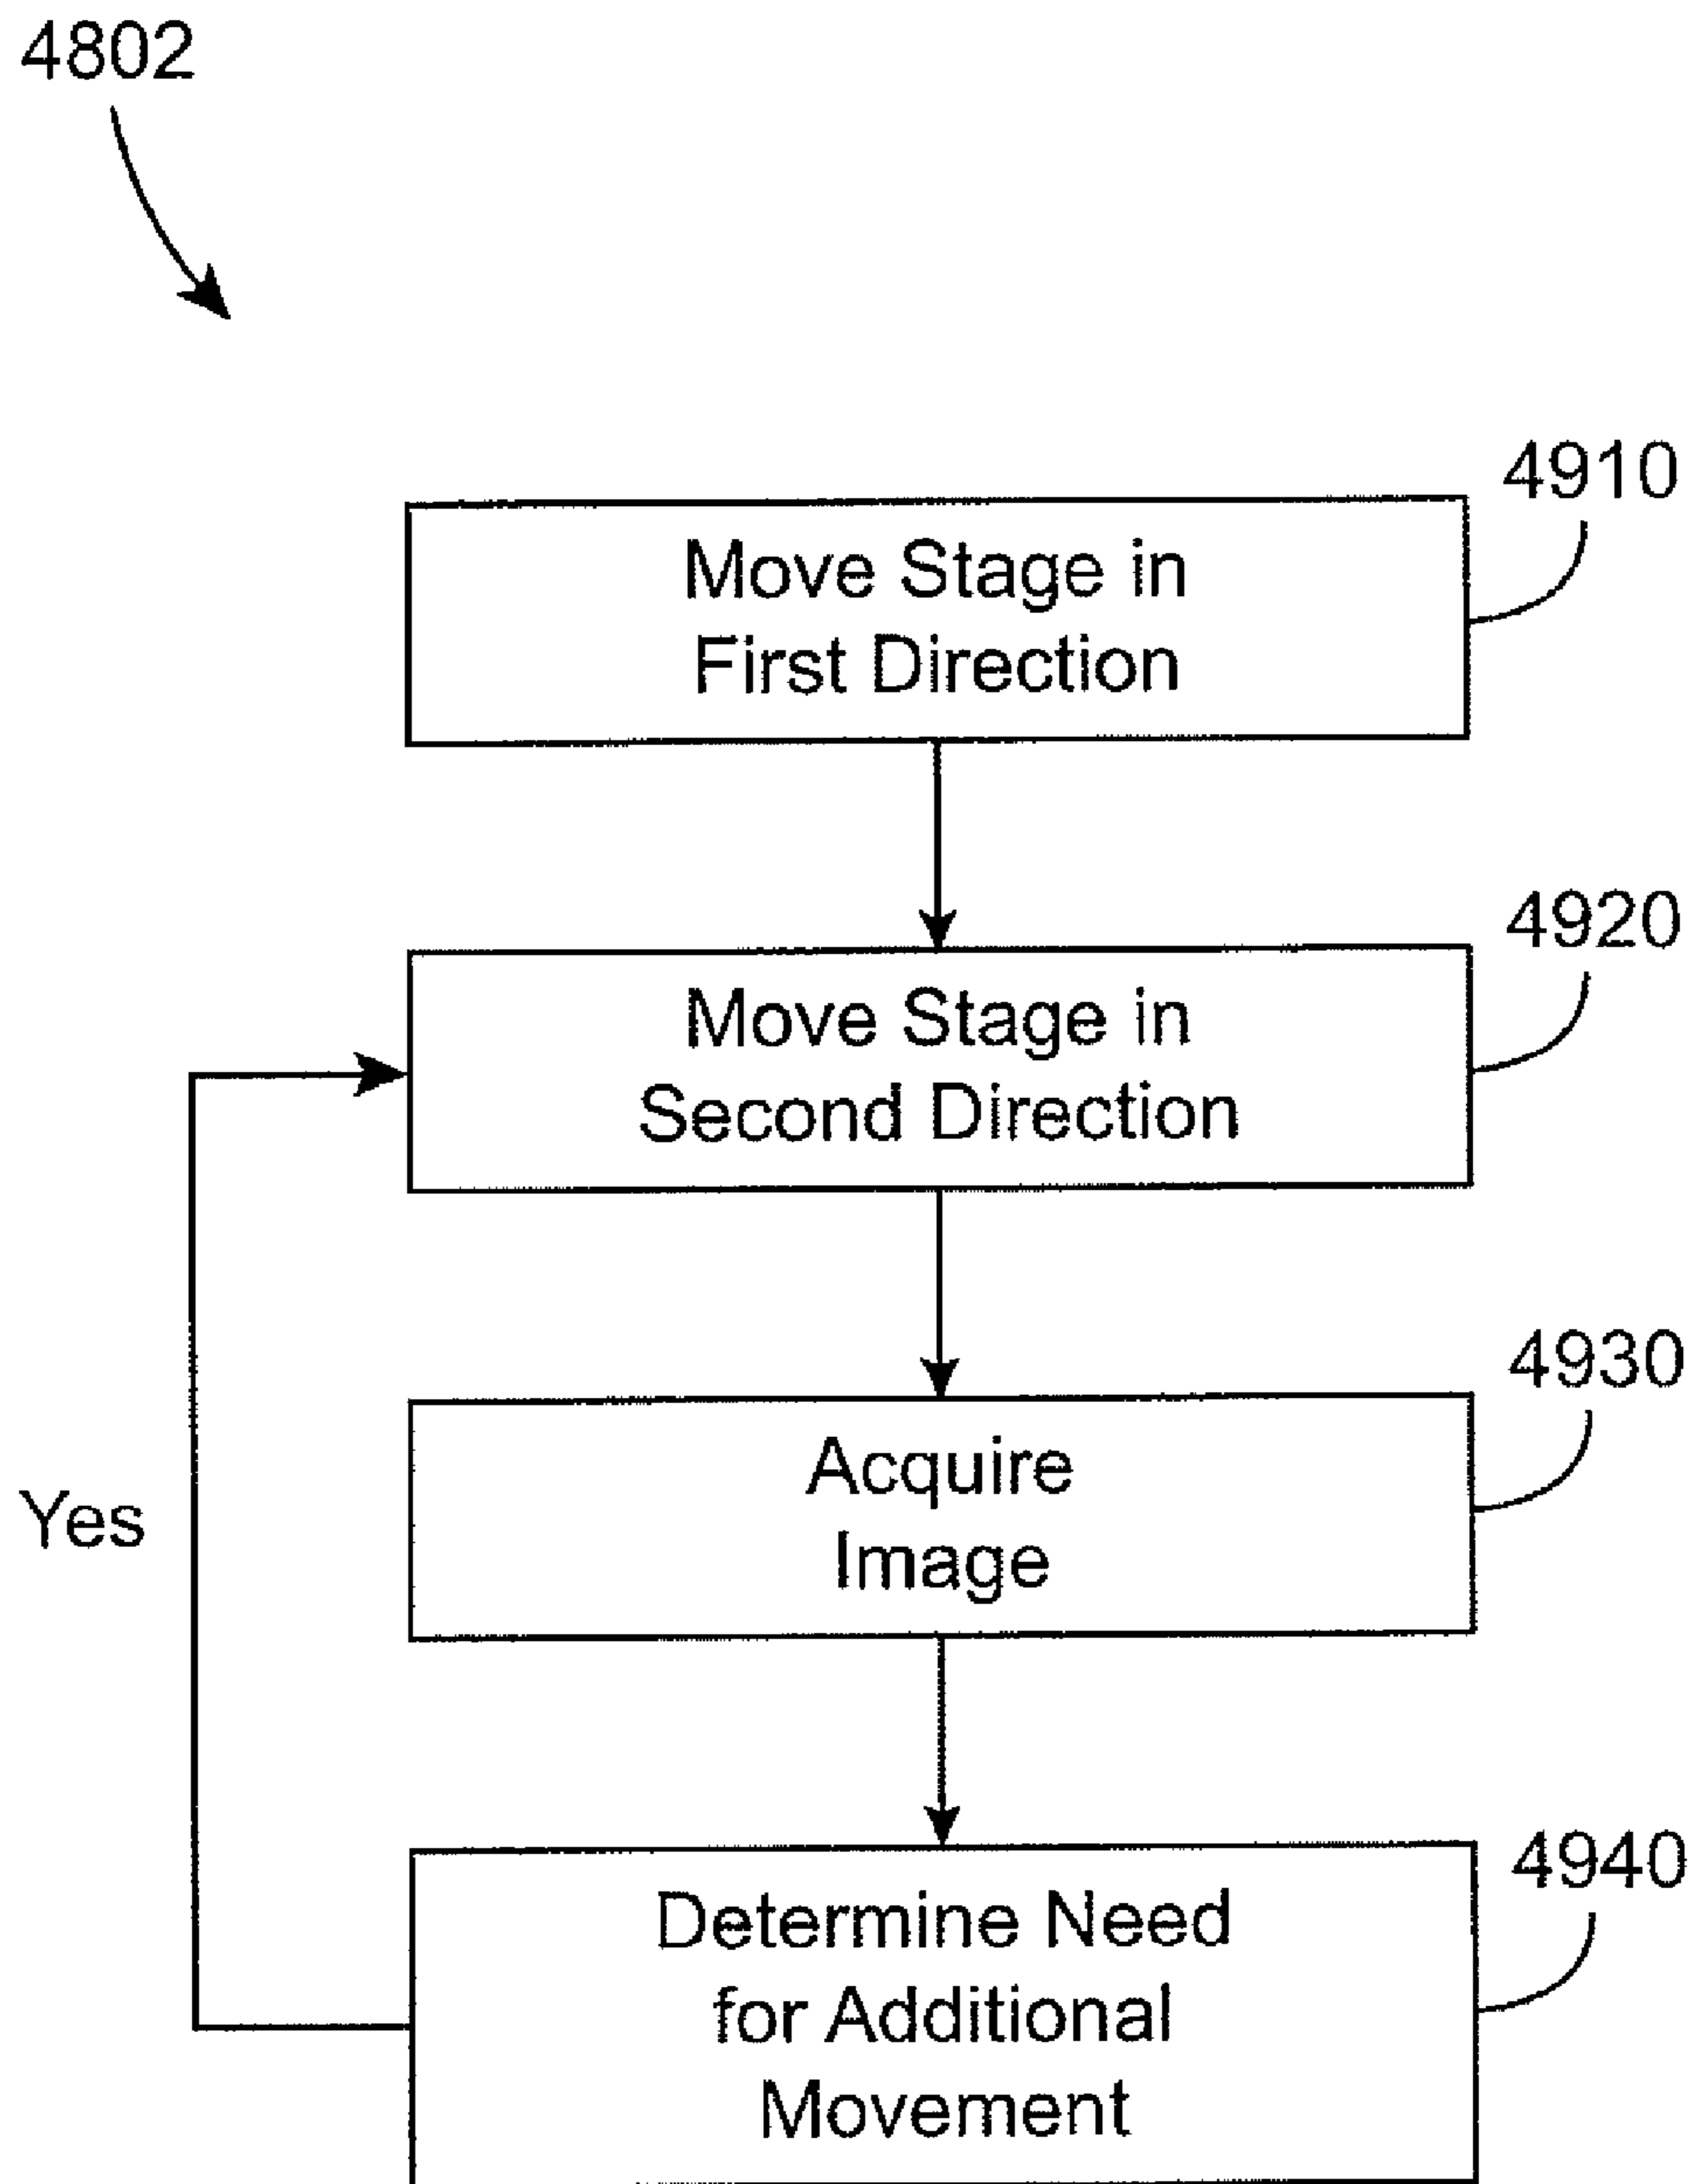 4802
4910
Move Stage in
First Direction
4920
Move Stage in
Second Direction
4930
Acquire
Image
Yes
4940
Determine Need
for Additional
Movement